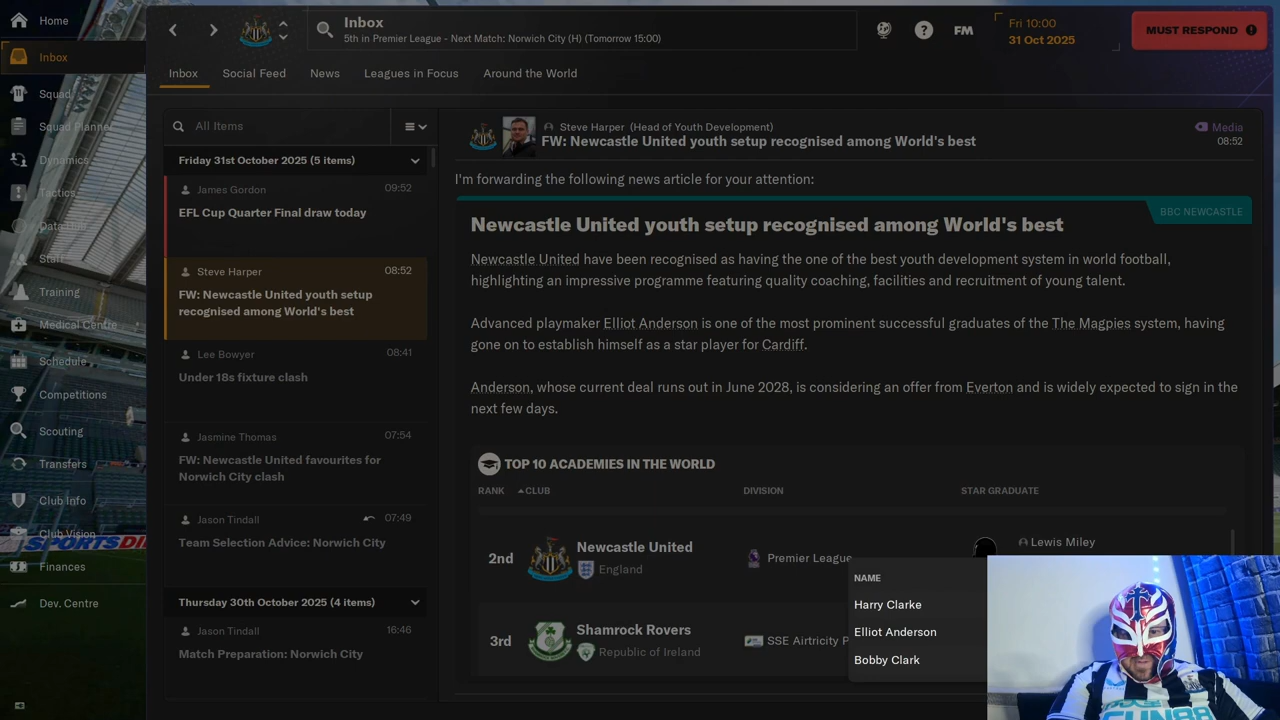 Home
Inbox
Squad
Squad Planner
Dynamics
Tactics
Data Hub
Staff
Training
Medical Centre
Schedule
Competitions
Scouting
Transfers
Club Info
Club Vision
SPORTS DI
Finances
Dev. Centre
Inbox
5th in Premier League - Next Match: Norwich City (H) (Tomorrow 15:00)
FM
Fri 10:00
31 Oct 2025
MUST RESPOND
Inbox
Social Feed
News
Leagues in Focus
Around the World
All Items
Friday 31st October 2025 (5 items)
James Gordon 09:52
EFL Cup Quarter Final draw today
Steve Harper 08:52
FW: Newcastle United youth setup
recognised among World's best
Lee Bowyer 08:41
Under 18s fixture clash
Jasmine Thomas 07:54
FW: Newcastle United favourites for
Norwich City clash
Jason Tindall 07:49
Team Selection Advice: Norwich City
Thursday 30th October 2025 (4 items)
Jason Tindall 16:46
Match Preparation: Norwich City
Steve Harper (Head of Youth Development)
FW: Newcastle United youth setup recognised among World's best
Media
08:52
I'm forwarding the following news article for your attention:
BBC NEWCASTLE
Newcastle United youth setup recognised among World's best
Newcastle United have been recognised as having the one of the best youth development system in world football,
highlighting an impressive programme featuring quality coaching, facilities and recruitment of young talent.
Advanced playmaker Elliot Anderson is one of the most prominent successful graduates of the The Magpies system, having
gone on to establish himself as a star player for Cardiff.
Anderson, whose current deal runs out in June 2028, is considering an offer from Everton and is widely expected to sign in the
next few days.
TOP 10 ACADEMIES IN THE WORLD
RANK CLUB DIVISION STAR GRADUATE
2nd Newcastle United Premier League Lewis Miley
England
3rd Shamrock Rovers SSE Airtricity P
Republic of Ireland
NAME
Harry Clarke
Elliot Anderson
Bobby Clark